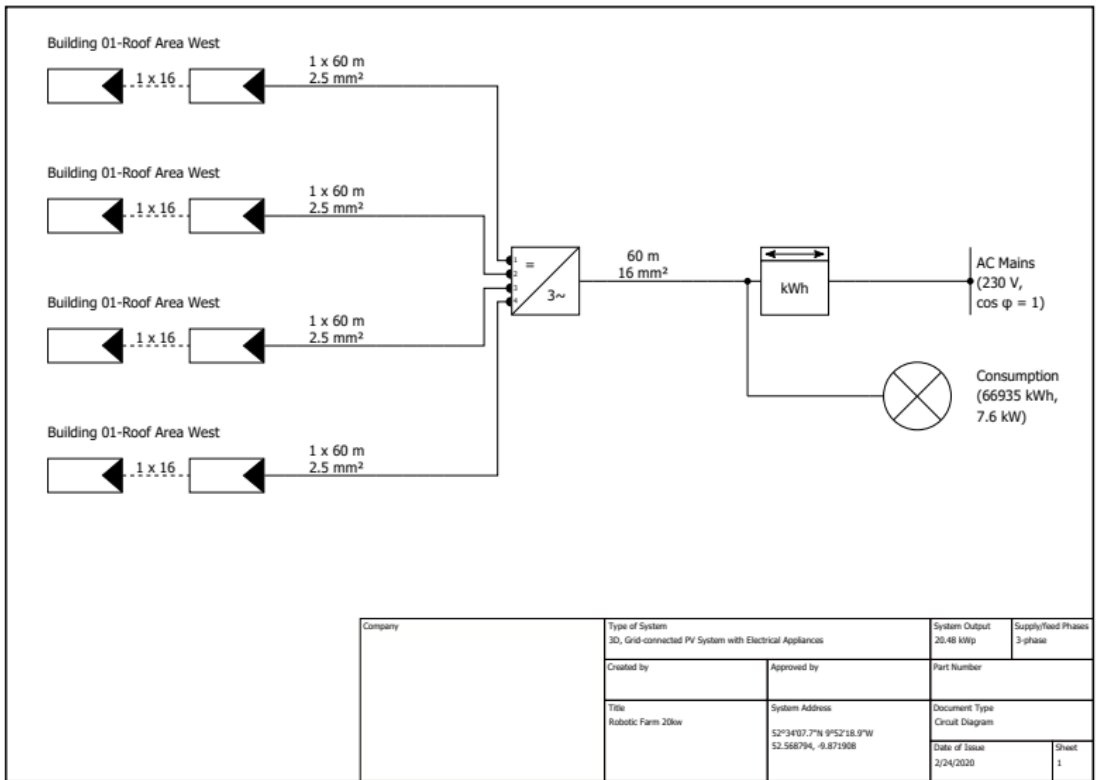 Building 01-Roof Area West
1 x 16
1 x 60 m
2.5 mm²
Building 01-Roof Area West
1 x 16
1 x 60 m
2.5 mm²
Building 01-Roof Area West
1 x 16
1 x 60 m
2.5 mm²
Building 01-Roof Area West
1 x 16
1 x 60 m
2.5 mm²
1
2
3
4
=
3~
60 m
16 mm²
kWh
AC Mains
(230 V,
cos φ = 1)
Consumption
(66935 kWh,
7.6 kW)
Company
Type of System
3D, Grid-connected PV System with Electrical Appliances
System Output
20.48 kWp
Supply/feed Phases
3-phase
Created by
Approved by
Part Number
Title
Robotic Farm 20kw
System Address
52°34'07.7"N 9°52'18.9"W
52.568794, -9.871908
Document Type
Circuit Diagram
Date of Issue
2/24/2020
Sheet
1